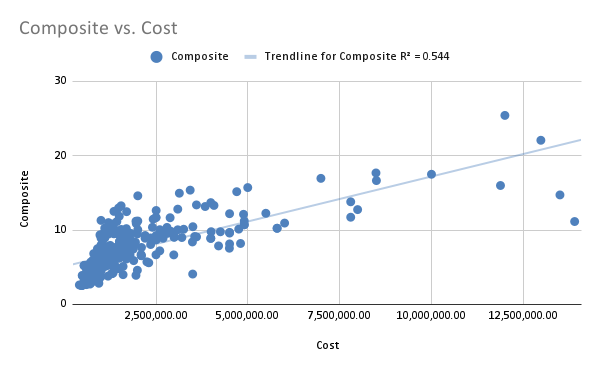 Composite vs. Cost
Composite
Trendline for Composite R² = 0.544
Composite
30
20
10
0
2,500,000.00
5,000,000.00
7,500,000.00
10,000,000.00
12,500,000.00
Cost